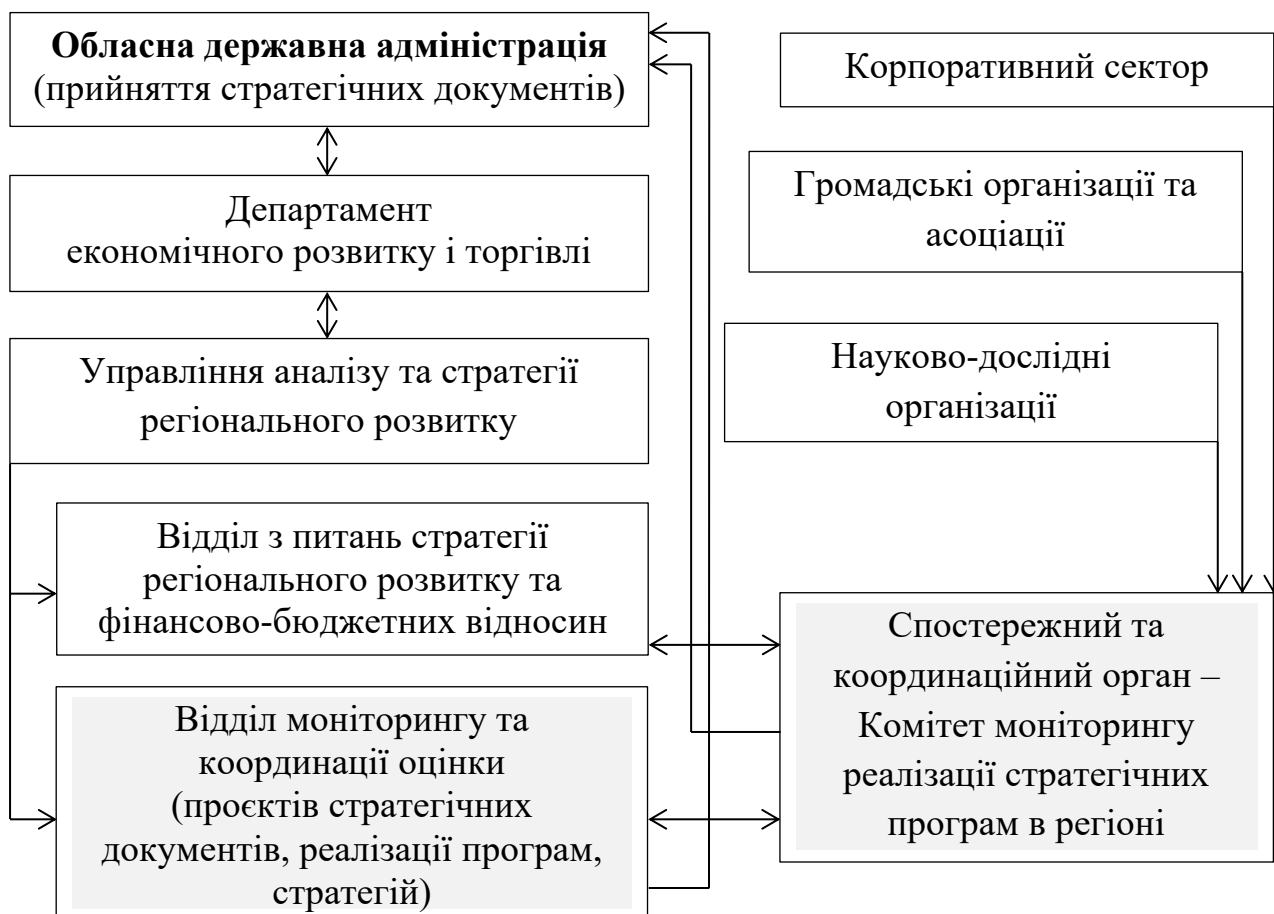 Обласна державна адміністрація
(прийняття стратегічних документів)
Департамент
економічного розвитку і торгівлі
Управління аналізу та стратегії
регіонального розвитку
Відділ з питань стратегії
регіонального розвитку та
фінансово-бюджетних відносин
Відділ моніторингу та
координації оцінки
(проєктів стратегічних
документів, реалізації програм,
стратегій)
Корпоративний сектор
Громадські організації та
асоціації
Науково-дослідні
організації
Спостережний та
координаційний орган –
Комітет моніторингу
реалізації стратегічних
програм в регіоні